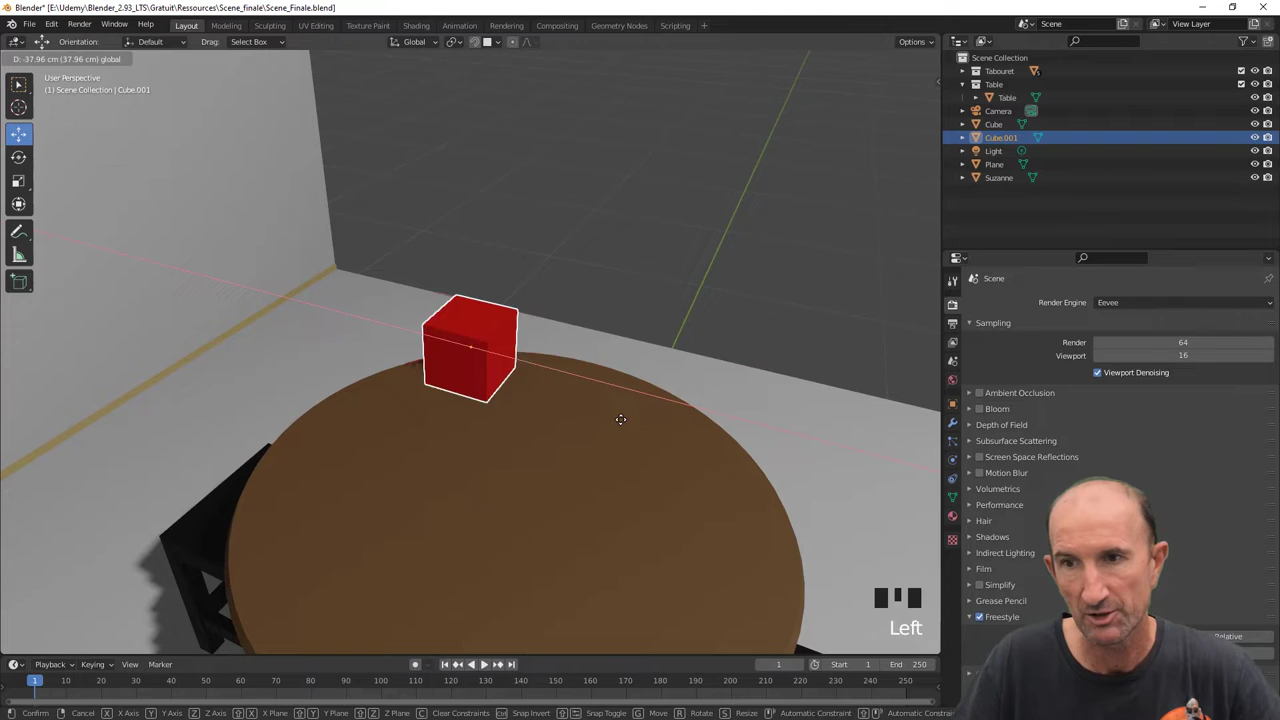 Blender* [E:\Udemy\Blender_2.93_LTS\Gratuit\Ressources\Scene_finale\Scene_Finale.blend]
File Edit Render Window Help Layout Modeling Sculpting UV Editing Texture Paint Shading Animation Rendering Compositing Geometry Nodes Scripting Scene View Layer
Orientation: Default Drag: Select Box Global Options
D: -37.96 cm (37.96 cm) global
User Perspective
(1) Scene Collection | Cube.001
Scene Collection
Tabouret
Table
Table
Camera
Cube
Cube.001
Light
Plane
Suzanne
Scene
Render Engine Eevee
Sampling
Render 64
Viewport 16
Viewport Denoising
Ambient Occlusion
Bloom
Depth of Field
Subsurface Scattering
Screen Space Reflections
Motion Blur
Volumetrics
Performance
Hair
Shadows
Indirect Lighting
Film
Simplify
Grease Pencil
Freestyle
Relative
Left
Playback Keying View Marker 1 Start 1 End 250
1 10 20 30 40 50 60 70 80 90 100 110 120 130 140 150 160 170 180 190 200 210 220 230 240 250
Confirm Cancel X X Axis Y Y Axis Z Z Axis X X Plane Y Y Plane Z Z Plane C Clear Constraints Snap Invert Snap Toggle G Move R Rotate S Resize Automatic Constraint Automatic Constrai